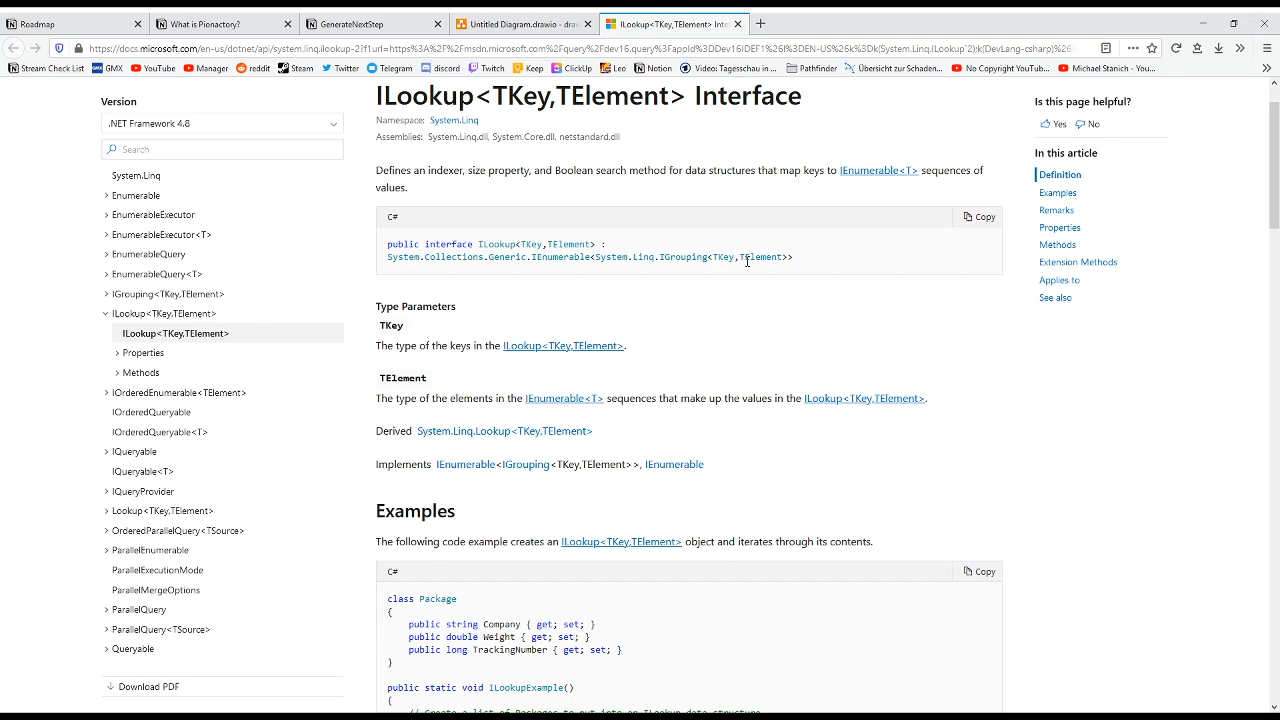 Roadmap
What is Pionactory?
GenerateNextStep
Untitled Diagram.drawio - draw
ILookup<TKey,TElement> Inte
https://docs.microsoft.com/en-us/dotnet/api/system.linq.ilookup-2?f1url=https%3A%2F%2Fmsdn.microsoft.com%2Fquery%2Fdev16.query%3FappId%3DDev16IDEF1%26l%3DEN-US%26k%3Dk(System.Linq.ILookup`2);k(DevLang-csharp)
Stream Check List
GMX
YouTube
Manager
reddit
Steam
Twitter
Telegram
discord
Twitch
Keep
ClickUp
Notion
Video: Tagesschau in ...
Pathfinder
Übersicht zur Schaden...
No Copyright YouTub...
Michael Stanich - You...
Version
.NET Framework 4.8
Search
System.Linq
Enumerable
EnumerableExecutor
EnumerableExecutor<T>
EnumerableQuery
EnumerableQuery<T>
IGrouping<TKey,TElement>
ILookup<TKey,TElement>
ILookup<TKey,TElement>
Properties
Methods
IOrderedEnumerable<TElement>
IOrderedQueryable
IOrderedQueryable<T>
IQueryable
IQueryable<T>
IQueryProvider
Lookup<TKey,TElement>
OrderedParallelQuery<TSource>
ParallelEnumerable
ParallelExecutionMode
ParallelMergeOptions
ParallelQuery
ParallelQuery<TSource>
Queryable
Download PDF
ILookup<TKey,TElement> Interface
Namespace: System.Linq
Assemblies: System.Linq.dll, System.Core.dll, netstandard.dll
Defines an indexer, size property, and Boolean search method for data structures that map keys to IEnumerable<T> sequences of
values.
C#
Copy
public interface ILookup<TKey,TElement> :
System.Collections.Generic.IEnumerable<System.Linq.IGrouping<TKey,TElement>>
Type Parameters
TKey
The type of the keys in the ILookup<TKey,TElement>.
TElement
The type of the elements in the IEnumerable<T> sequences that make up the values in the ILookup<TKey,TElement>.
Derived System.Linq.Lookup<TKey,TElement>
Implements IEnumerable<IGrouping<TKey,TElement>>, IEnumerable
Examples
The following code example creates an ILookup<TKey,TElement> object and iterates through its contents.
C#
Copy
class Package
{
public string Company { get; set; }
public double Weight { get; set; }
public long TrackingNumber { get; set; }
}
public static void ILookupExample()
{
// Create a list of Packages to put into an ILookup data structure.
Is this page helpful?
Yes
No
In this article
Definition
Examples
Remarks
Properties
Methods
Extension Methods
Applies to
See also